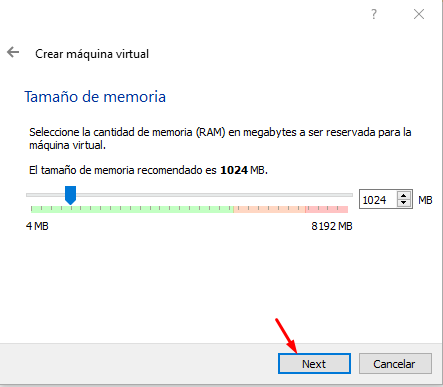 ?
Crear máquina virtual
Tamaño de memoria
Seleccione la cantidad de memoria (RAM) en megabytes a ser reservada para la
máquina virtual.
El tamaño de memoria recomendado es 1024 MB.
1024 MB
4 MB 8192 MB
Next Cancelar